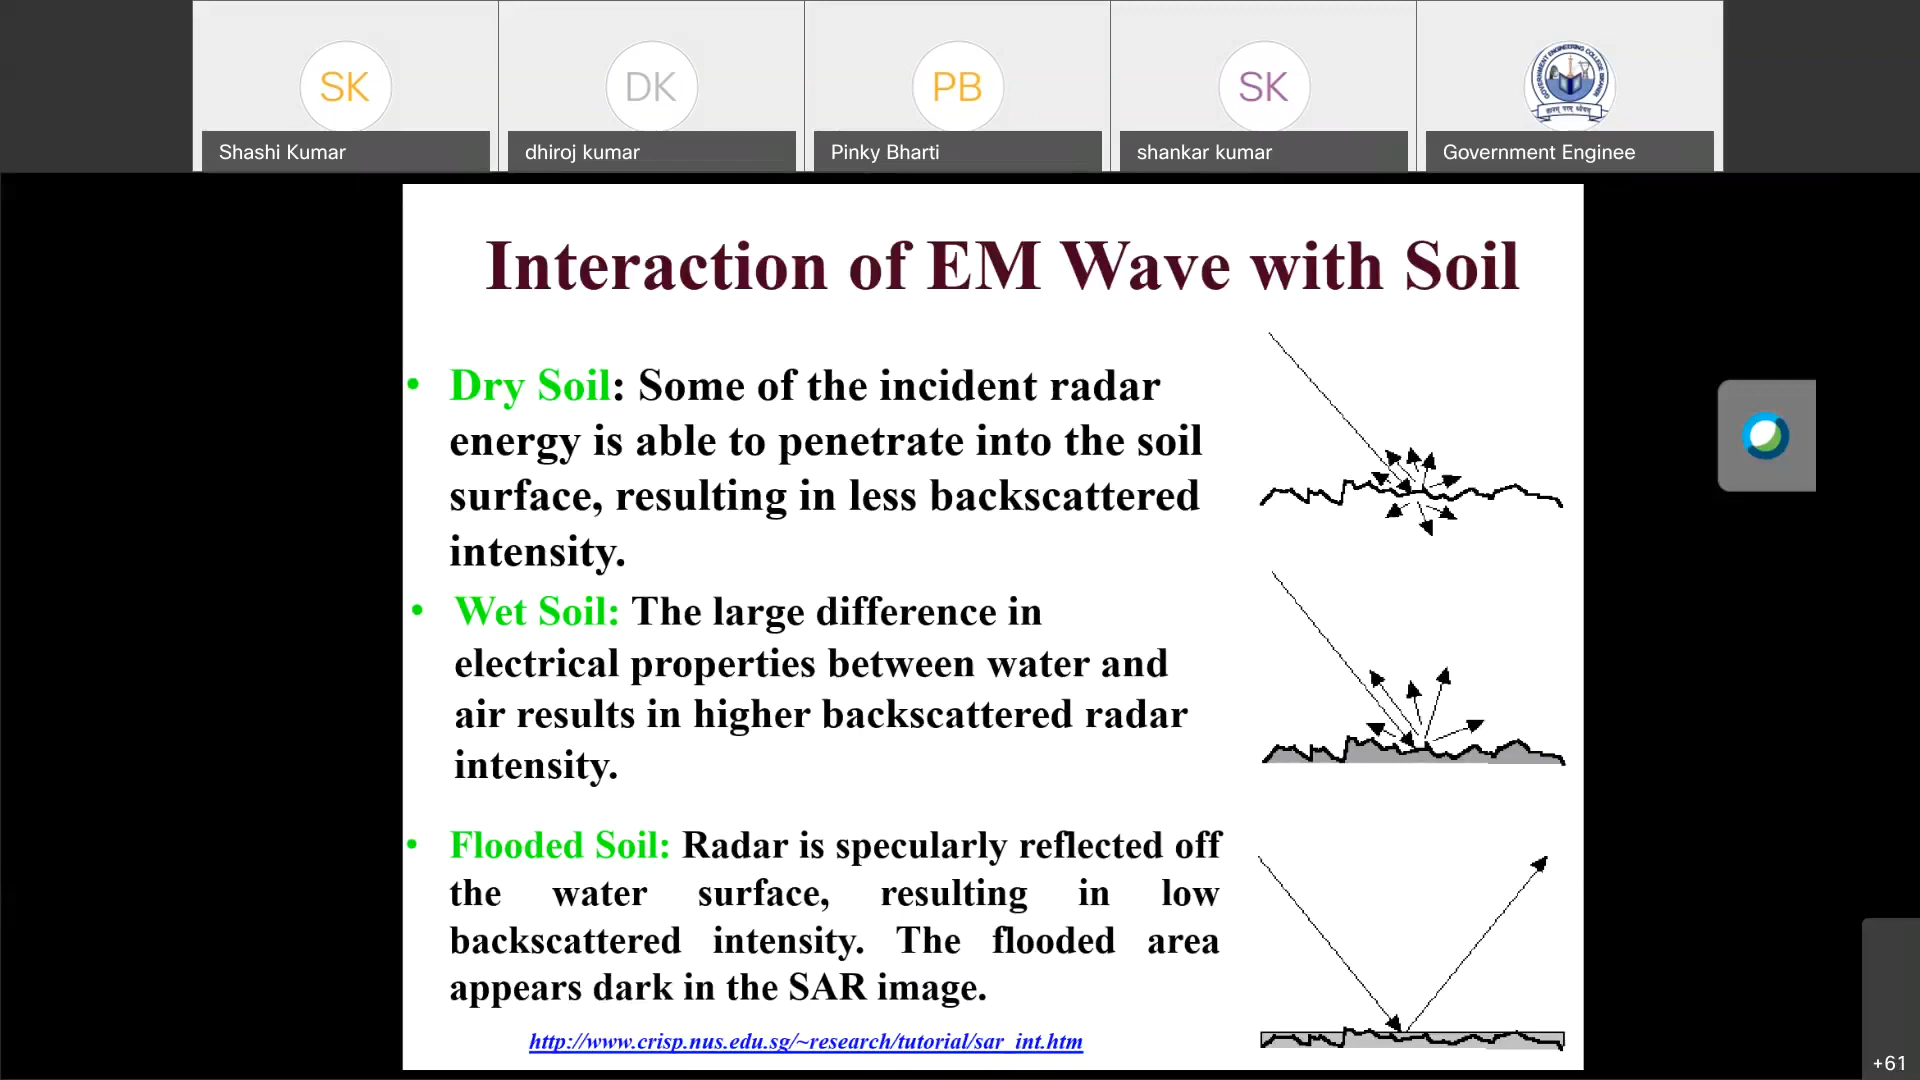 SK
DK
PB
SK
Shashi Kumar
dhiroj kumar
Pinky Bharti
shankar kumar
Government Enginee
Interaction of EM Wave with Soil
• Dry Soil: Some of the incident radar
energy is able to penetrate into the soil
surface, resulting in less backscattered
intensity.
• Wet Soil: The large difference in
electrical properties between water and
air results in higher backscattered radar
intensity.
• Flooded Soil: Radar is specularly reflected off
the water surface, resulting in low
backscattered intensity. The flooded area
appears dark in the SAR image.
http://www.crisp.nus.edu.sg/~research/tutorial/sar_int.htm
+61